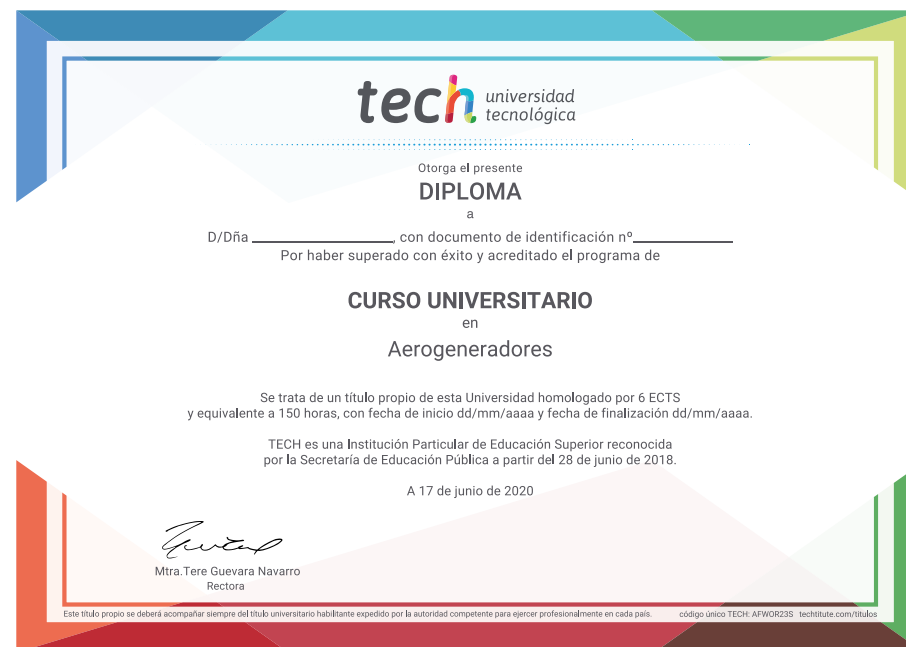 tech universidad
tecnológica
Otorga el presente
DIPLOMA
a
D/Dña ____________________, con documento de identificación nº______________
Por haber superado con éxito y acreditado el programa de
CURSO UNIVERSITARIO
en
Aerogeneradores
Se trata de un título propio de esta Universidad homologado por 6 ECTS
y equivalente a 150 horas, con fecha de inicio dd/mm/aaaa y fecha de finalización dd/mm/aaaa.
TECH es una Institución Particular de Educación Superior reconocida
por la Secretaría de Educación Pública a partir del 28 de junio de 2018.
A 17 de junio de 2020
Mtra.Tere Guevara Navarro
Rectora
Este título propio se deberá acompañar siempre del título universitario habilitante expedido por la autoridad competente para ejercer profesionalmente en cada país. código único TECH: AFWOR23S techtitute.com/títulos